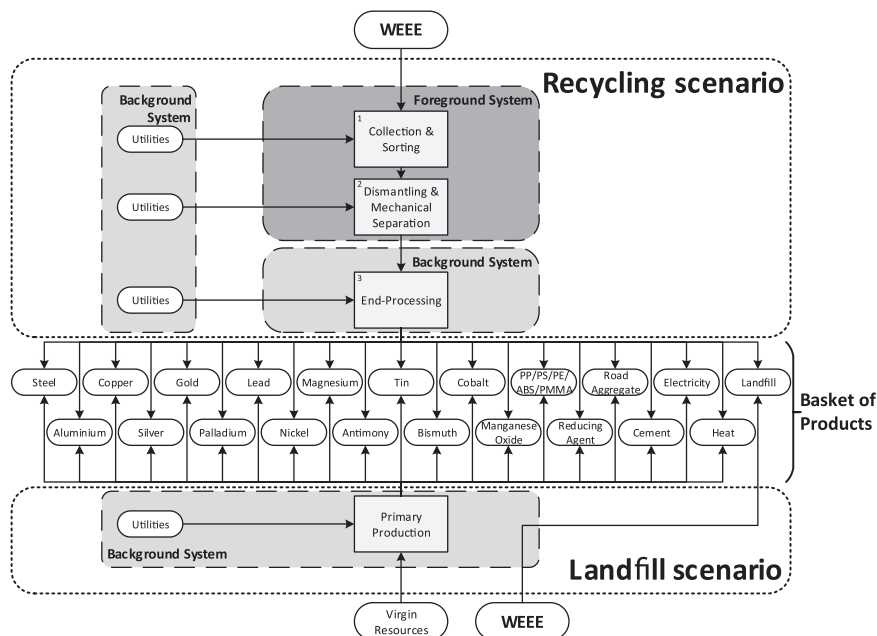 WEEE
Recycling scenario
Background
System
Foreground System
Utilities
1
Collection &
Sorting
Utilities
2
Dismantling &
Mechanical
Separation
Background System
Utilities
3
End-Processing
Steel
Copper
Gold
Lead
Magnesium
Tin
Cobalt
PP/PS/PE/
ABS/PMMA
Road
Aggregate
Electricity
Landfill
Aluminium
Silver
Palladium
Nickel
Antimony
Bismuth
Manganese
Oxide
Reducing
Agent
Cement
Heat
Basket of
Products
Utilities
Primary
Production
Background System
Landfill scenario
Virgin
Resources
WEEE